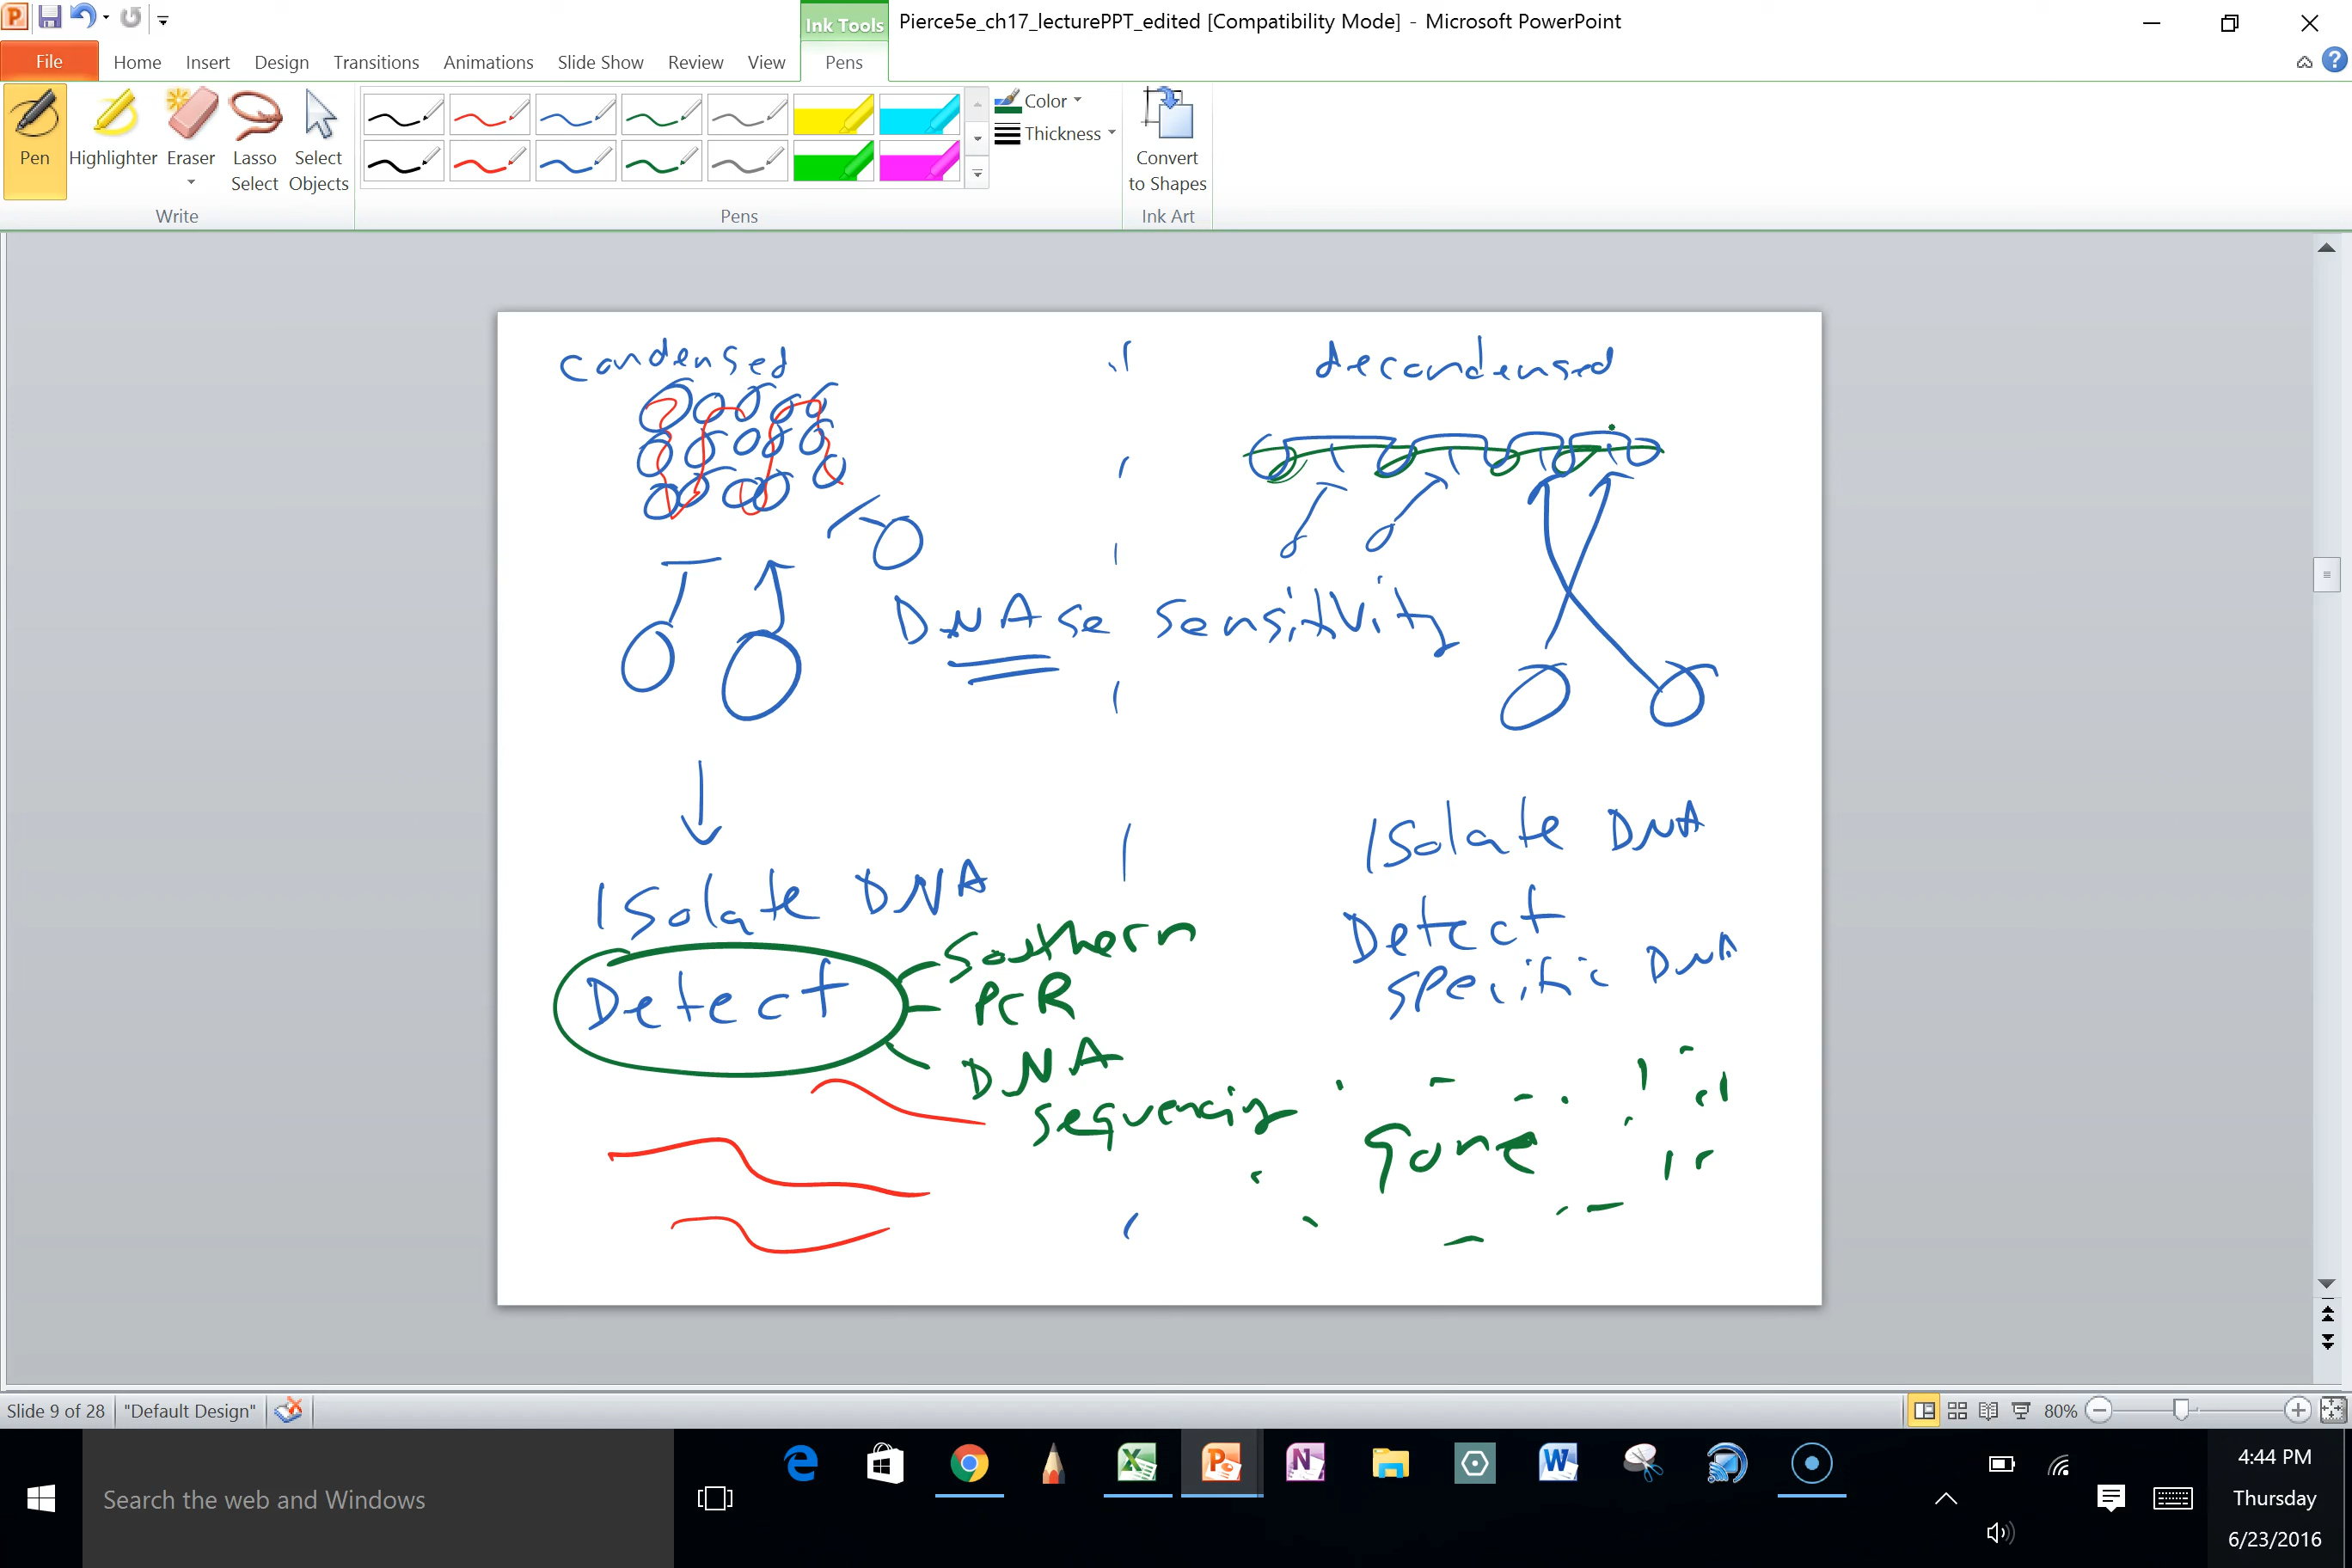 Ink Tools
Pierce5e_ch17_lecturePPT_edited [Compatibility Mode] - Microsoft PowerPoint
File Home Insert Design Transitions Animations Slide Show Review View Pens
Pen Highlighter Eraser Lasso Select Select Objects
Write
Pens
Color
Thickness
Convert to Shapes
Ink Art
condensed
decondensed
DNAse sensitivity
Isolate DNA
Isolate DNA
Detect
Southern
PCR
DNA
sequencing
Detect
specific DNA
gone
Slide 9 of 28 "Default Design" 80%
Search the web and Windows
4:44 PM
Thursday
6/23/2016